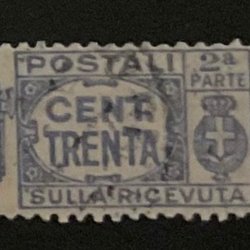 POSTALI
2ª
PARTE
CENT.
TRENTA
SULLA RICEVUTA